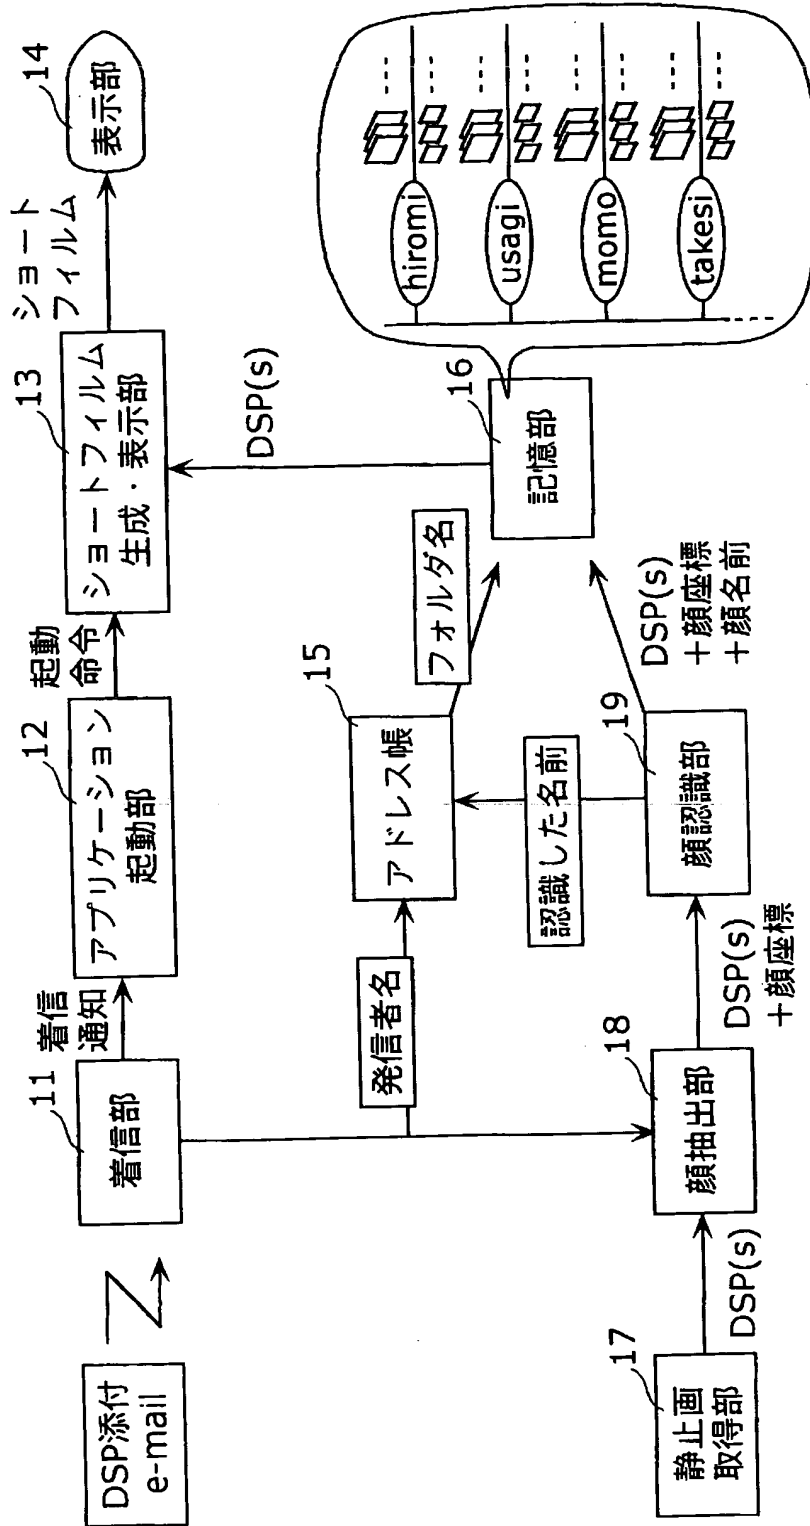 DSP添付
e-mail
11
着信部
着信
通知
12
アプリケーション
起動部
起動
命令
13
ショートフィルム
生成・表示部
ショート
フィルム
14
表示部
発信者名
15
アドレス帳
フォルダ名
DSP(s)
16
記憶部
hiromi
usagi
momo
takesi
17
静止画
取得部
DSP(s)
18
顔抽出部
DSP(s)
＋顔座標
認識した名前
19
顔認識部
DSP(s)
＋顔座標
＋顔名前